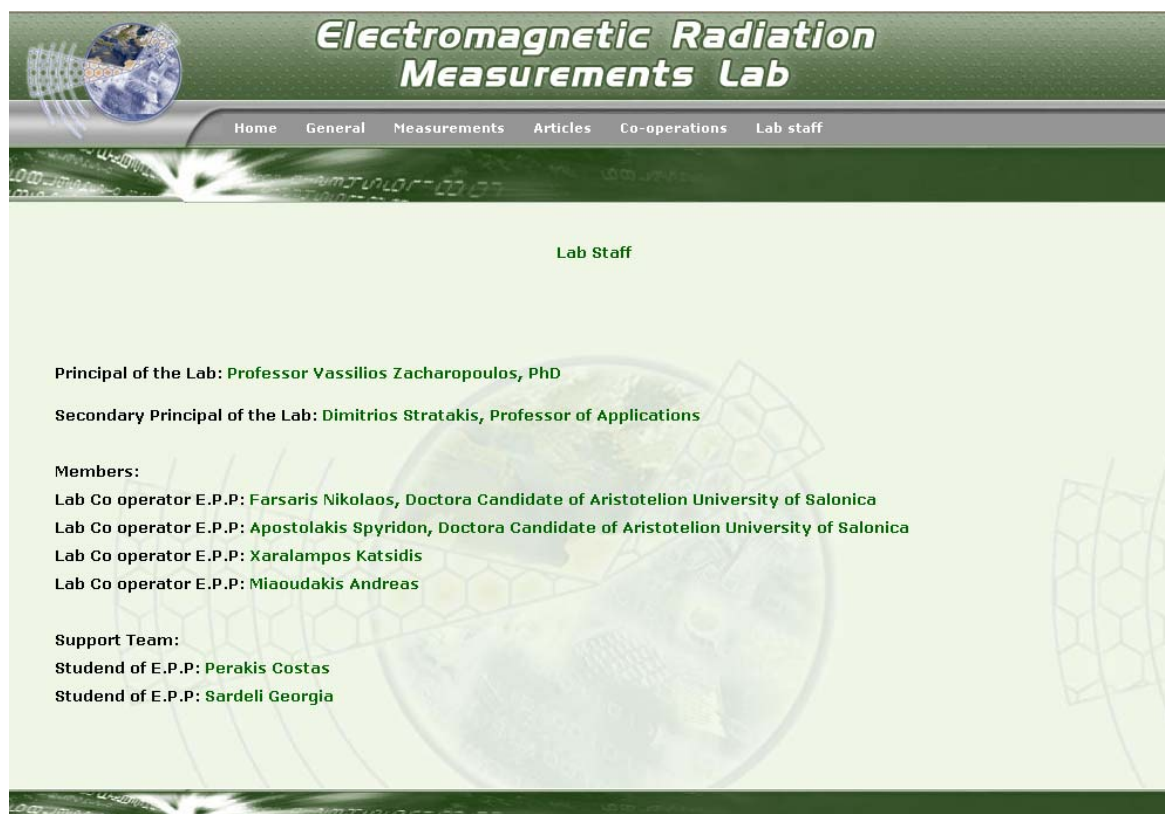 Electromagnetic Radiation
Measurements Lab
Home General Measurements Articles Co-operations Lab staff
Lab Staff
Principal of the Lab: Professor Vassilios Zacharopoulos, PhD
Secondary Principal of the Lab: Dimitrios Stratakis, Professor of Applications
Members:
Lab Co operator E.P.P: Farsaris Nikolaos, Doctora Candidate of Aristotelion University of Salonica
Lab Co operator E.P.P: Apostolakis Spyridon, Doctora Candidate of Aristotelion University of Salonica
Lab Co operator E.P.P: Xaralampos Katsidis
Lab Co operator E.P.P: Miaoudakis Andreas
Support Team:
Studend of E.P.P: Perakis Costas
Studend of E.P.P: Sardeli Georgia